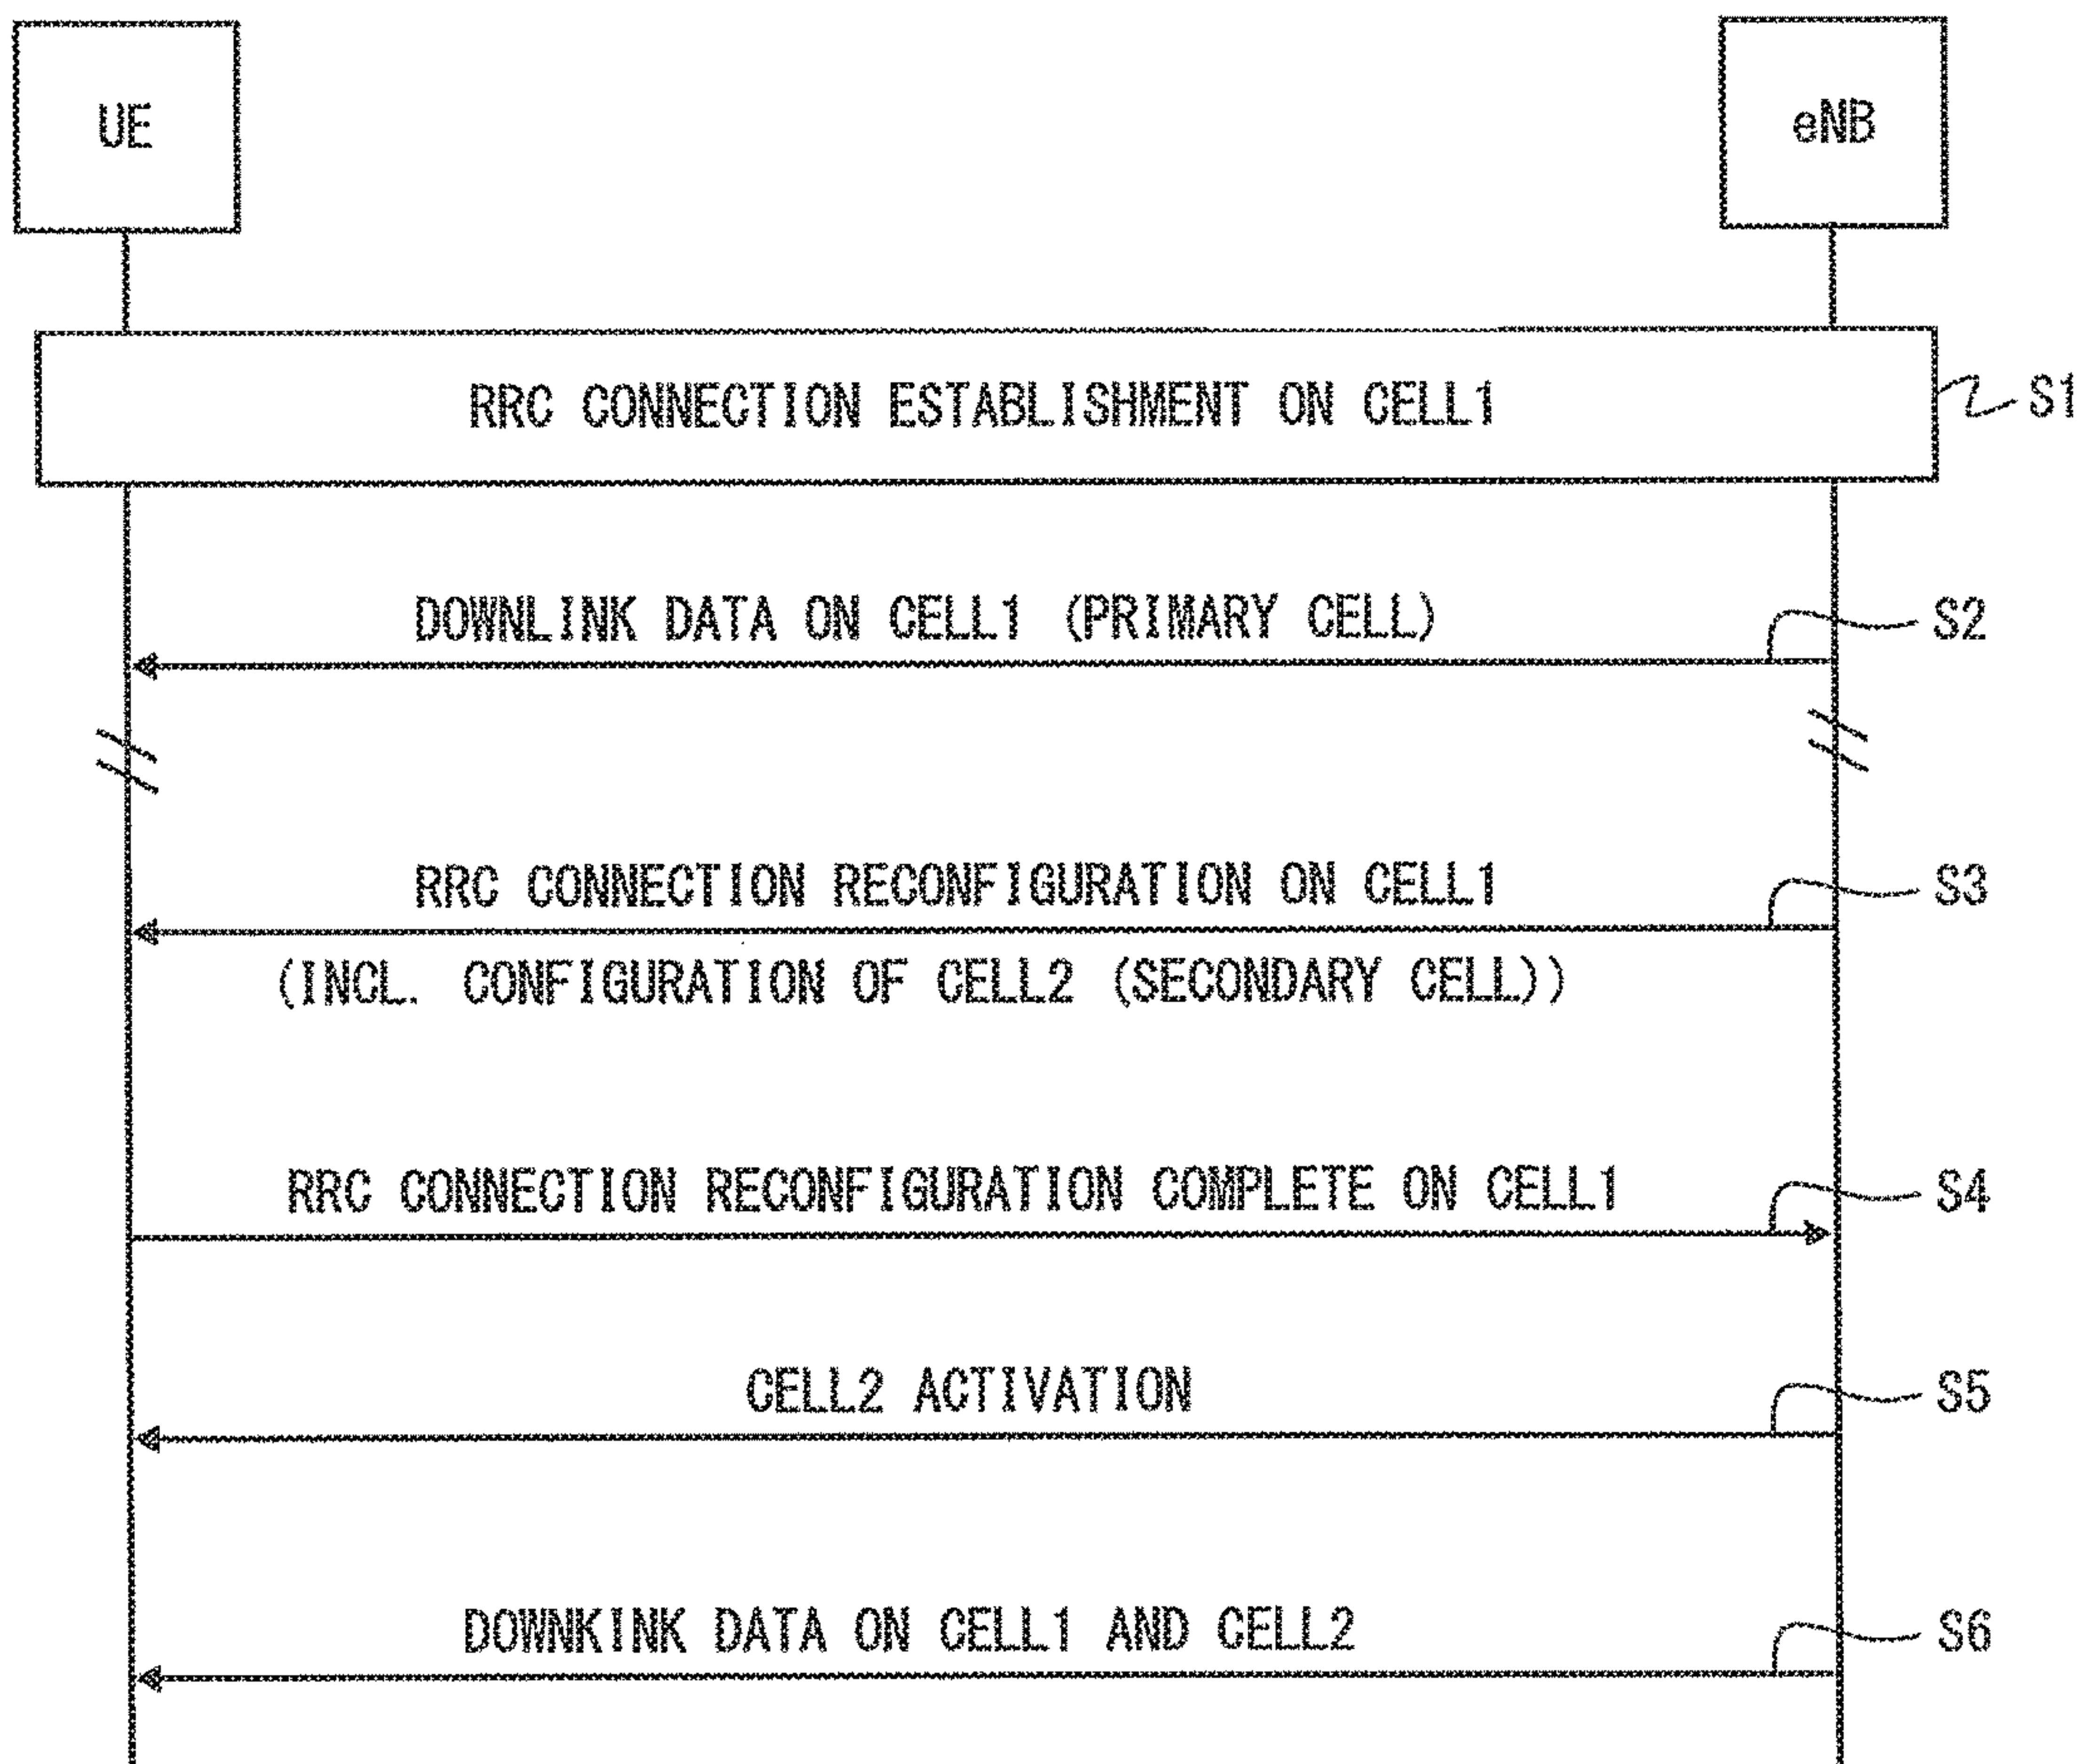 UE
eNB
RRC CONNECTION ESTABLISHMENT ON CELL1
S1
DOWNLINK DATA ON CELL1 (PRIMARY CELL)
S2
RRC CONNECTION RECONFIGURATION ON CELL1
S3
(INCL. CONFIGURATION OF CELL2 (SECONDARY CELL))
RRC CONNECTION RECONFIGURATION COMPLETE ON CELL1
S4
CELL2 ACTIVATION
S5
DOWNKINK DATA ON CELL1 AND CELL2
S6